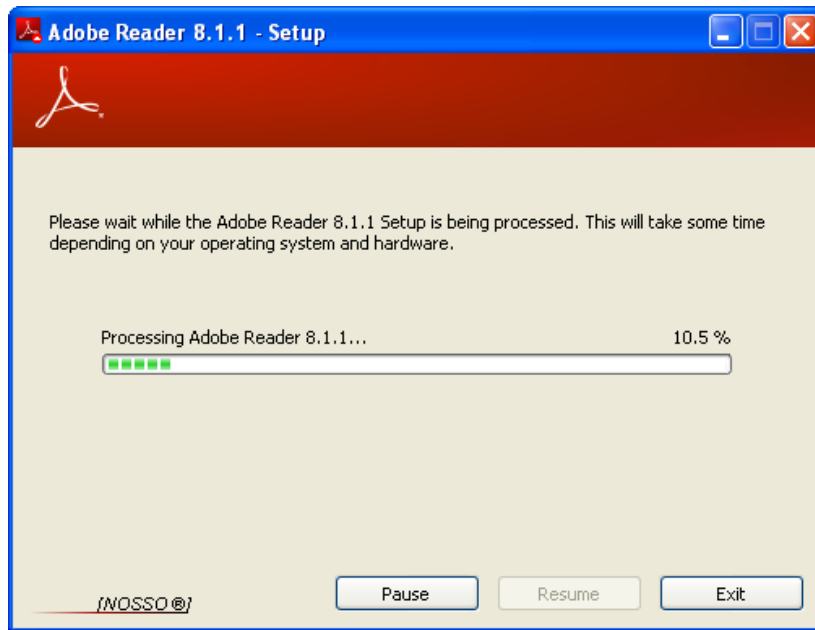 Adobe Reader 8.1.1 - Setup
Please wait while the Adobe Reader 8.1.1 Setup is being processed. This will take some time
depending on your operating system and hardware.
Processing Adobe Reader 8.1.1... 10.5 %
[NOSSO®] Pause Resume Exit